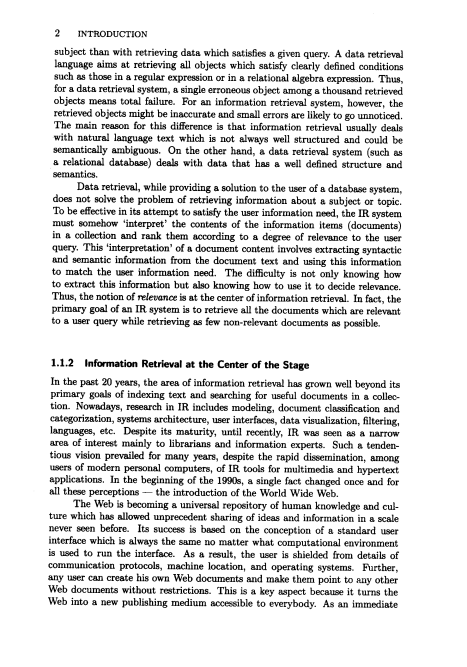 2 INTRODUCTION
subject than with retrieving data which satisfies a given query. A data retrieval
language aims at retrieving all objects which satisfy clearly defined conditions
such as those in a regular expression or in a relational algebra expression. Thus,
for a data retrieval system, a single erroneous object among a thousand retrieved
objects means total failure. For an information retrieval system, however, the
retrieved objects might be inaccurate and small errors are likely to go unnoticed.
The main reason for this difference is that information retrieval usually deals
with natural language text which is not always well structured and could be
semantically ambiguous. On the other hand, a data retrieval system (such as
a relational database) deals with data that has a well defined structure and
semantics.
Data retrieval, while providing a solution to the user of a database system,
does not solve the problem of retrieving information about a subject or topic.
To be effective in its attempt to satisfy the user information need, the IR system
must somehow 'interpret' the contents of the information items (documents)
in a collection and rank them according to a degree of relevance to the user
query. This 'interpretation' of a document content involves extracting syntactic
and semantic information from the document text and using this information
to match the user information need. The difficulty is not only knowing how
to extract this information but also knowing how to use it to decide relevance.
Thus, the notion of relevance is at the center of information retrieval. In fact, the
primary goal of an IR system is to retrieve all the documents which are relevant
to a user query while retrieving as few non-relevant documents as possible.
1.1.2 Information Retrieval at the Center of the Stage
In the past 20 years, the area of information retrieval has grown well beyond its
primary goals of indexing text and searching for useful documents in a collec-
tion. Nowadays, research in IR includes modeling, document classification and
categorization, systems architecture, user interfaces, data visualization, filtering,
languages, etc. Despite its maturity, until recently, IR was seen as a narrow
area of interest mainly to librarians and information experts. Such a tenden-
tious vision prevailed for many years, despite the rapid dissemination, among
users of modern personal computers, of IR tools for multimedia and hypertext
applications. In the beginning of the 1990s, a single fact changed once and for
all these perceptions — the introduction of the World Wide Web.
The Web is becoming a universal repository of human knowledge and cul-
ture which has allowed unprecedent sharing of ideas and information in a scale
never seen before. Its success is based on the conception of a standard user
interface which is always the same no matter what computational environment
is used to run the interface. As a result, the user is shielded from details of
communication protocols, machine location, and operating systems. Further,
any user can create his own Web documents and make them point to any other
Web documents without restrictions. This is a key aspect because it turns the
Web into a new publishing medium accessible to everybody. As an immediate